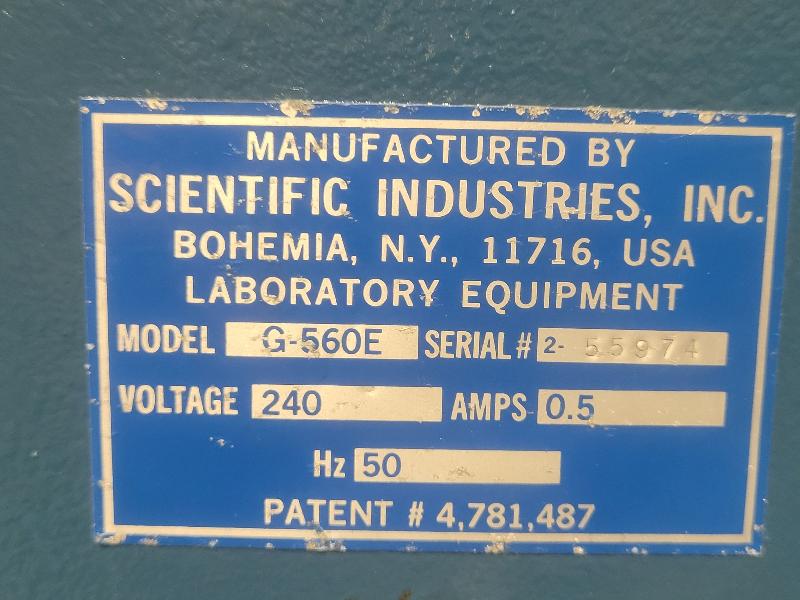 MANUFACTURED BY
SCIENTIFIC INDUSTRIES, INC.
BOHEMIA, N.Y., 11716, USA
LABORATORY EQUIPMENT
MODEL G-560E SERIAL # 2- 55974
VOLTAGE 240 AMPS 0.5
Hz 50
PATENT # 4,781,487